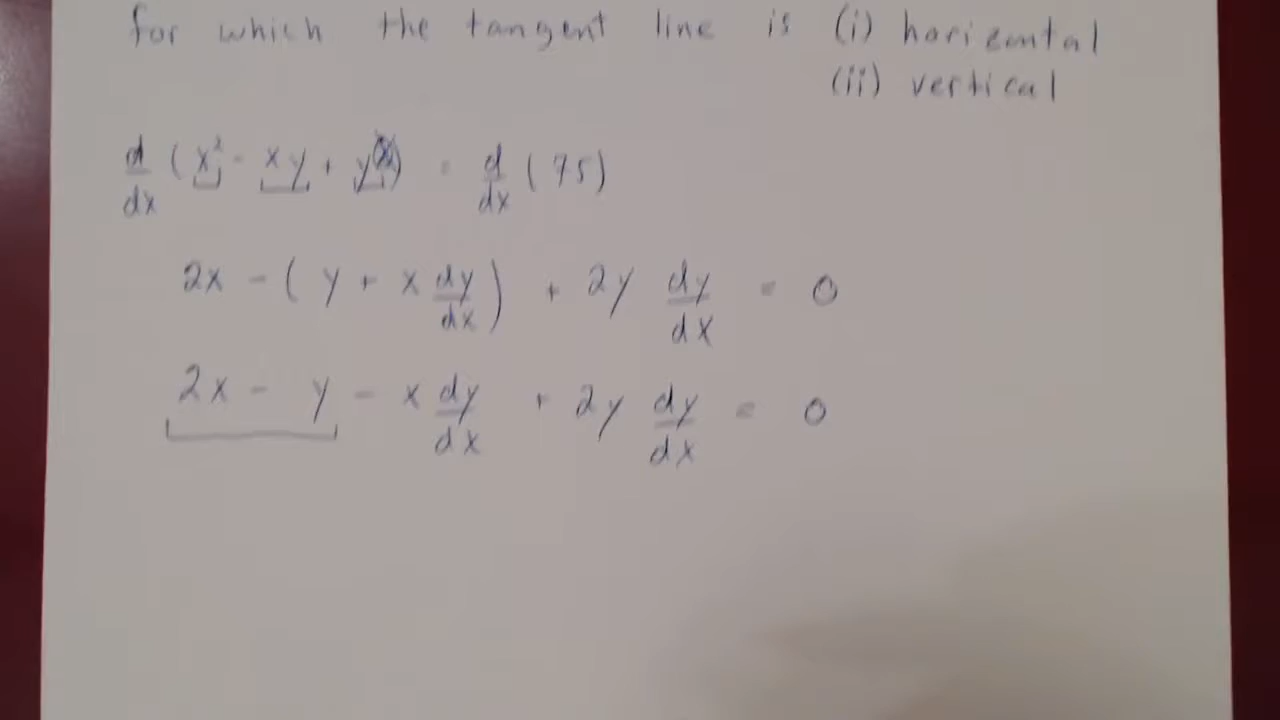 for which the tangent line is (i) horizontal
(ii) vertical
d/dx (x² - xy + y²) = d/dx (75)
2x - ( y + x dy/dx ) + 2y dy/dx = 0
2x - y - x dy/dx + 2y dy/dx = 0